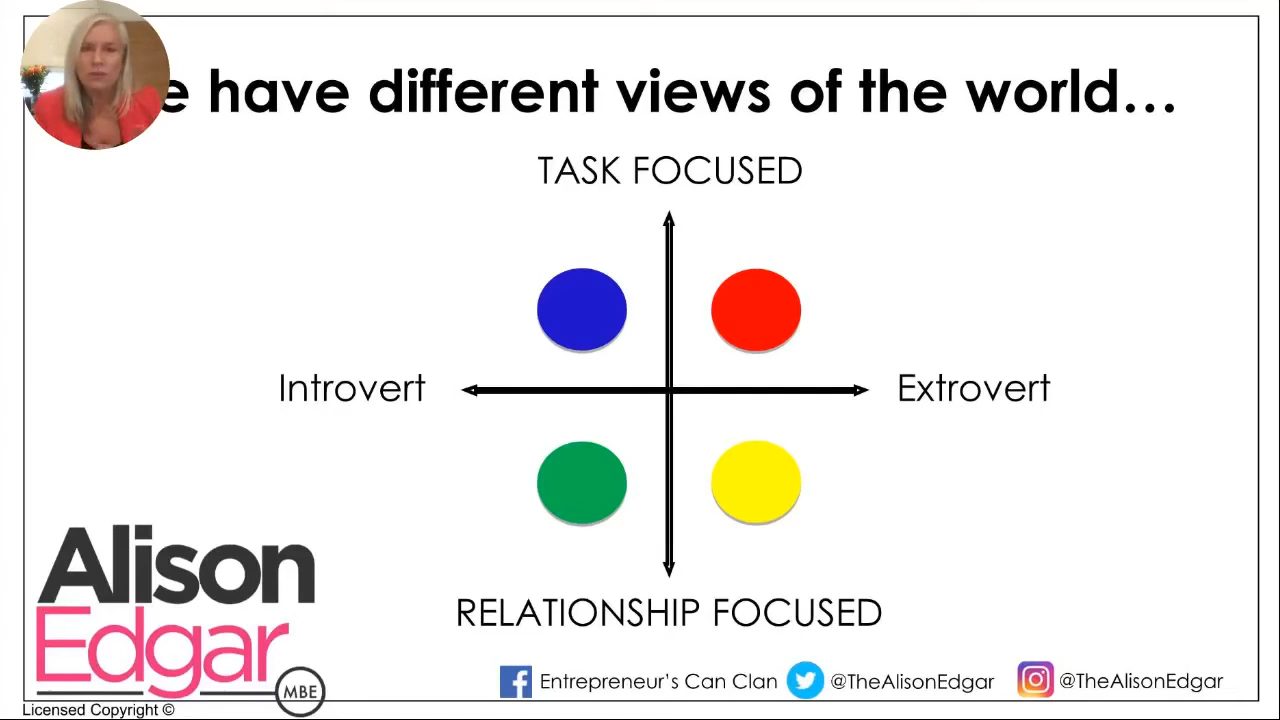 e have different views of the world…
TASK FOCUSED
Introvert
Extrovert
RELATIONSHIP FOCUSED
Alison
Edgar
MBE
Entrepreneur's Can Clan
@TheAlisonEdgar
@TheAlisonEdgar
Licensed Copyright ©